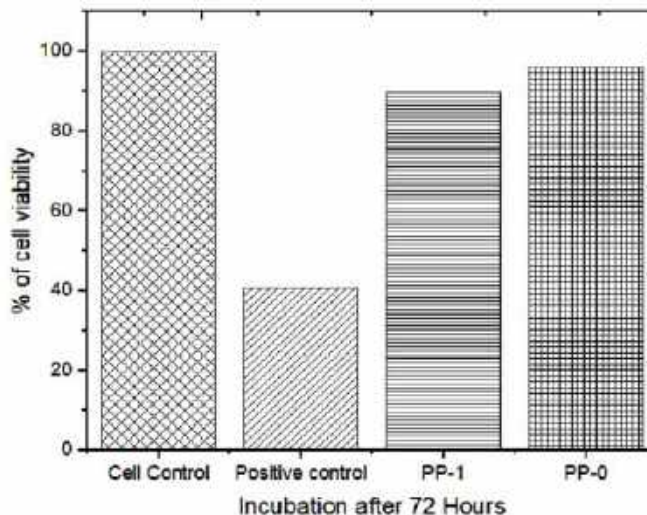 100
80
60
40
20
0
% of cell viability
Cell Control Positive control PP-1 PP-0
Incubation after 72 Hours